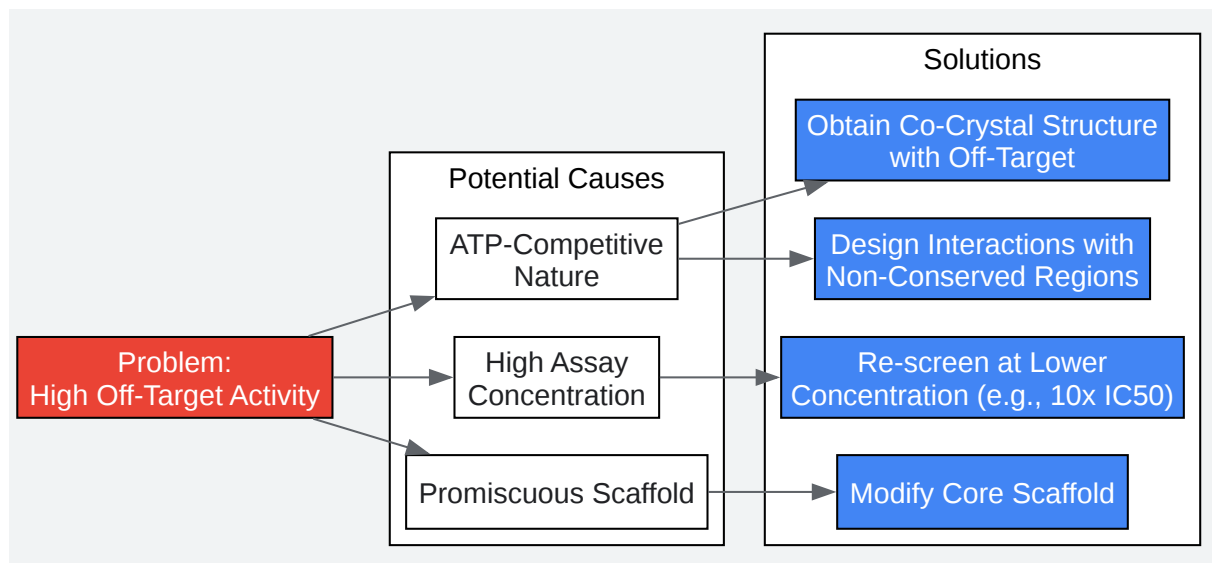 Problem:
High Off-Target Activity
Potential Causes
ATP-Competitive
Nature
High Assay
Concentration
Promiscuous Scaffold
Solutions
Obtain Co-Crystal Structure
with Off-Target
Design Interactions with
Non-Conserved Regions
Re-screen at Lower
Concentration (e.g., 10x IC50)
Modify Core Scaffold